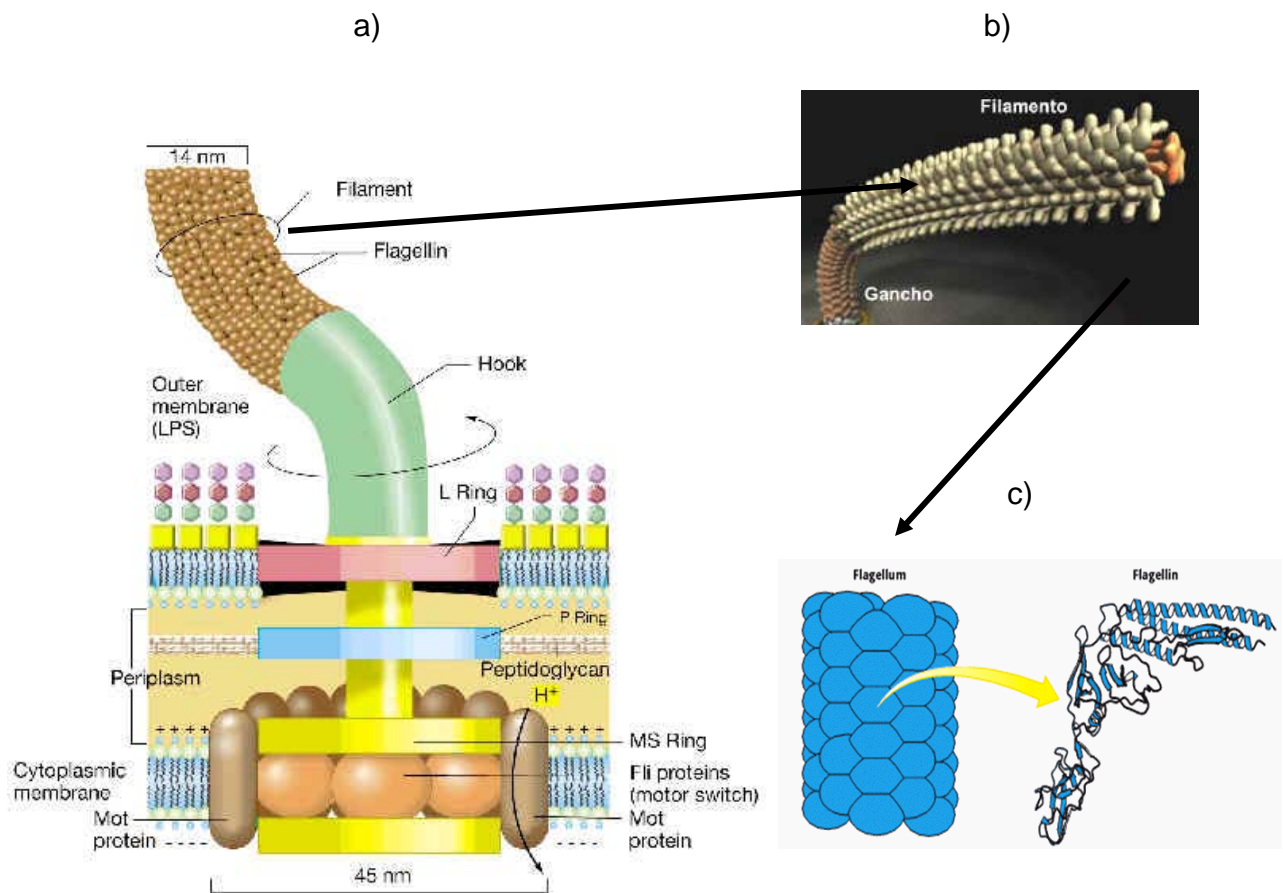 a)
14 nm
Filament
Flagellin
Hook
Outer
membrane
(LPS)
L Ring
P Ring
Peptidoglycan
Periplasm
H+
+ + + + +
+ + + +
MS Ring
Cytoplasmic
membrane
Fli proteins
(motor switch)
Mot
protein
Mot
protein
45 nm
b)
Filamento
Gancho
c)
Flagellum
Flagellin